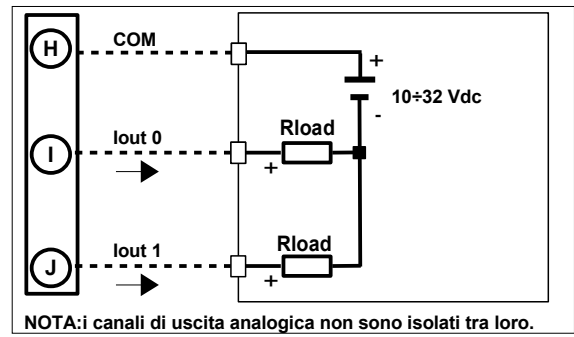 H
COM
+
10÷32 Vdc
-
I
Iout 0
Rload
+
J
Iout 1
Rload
+
NOTA:i canali di uscita analogica non sono isolati tra loro.